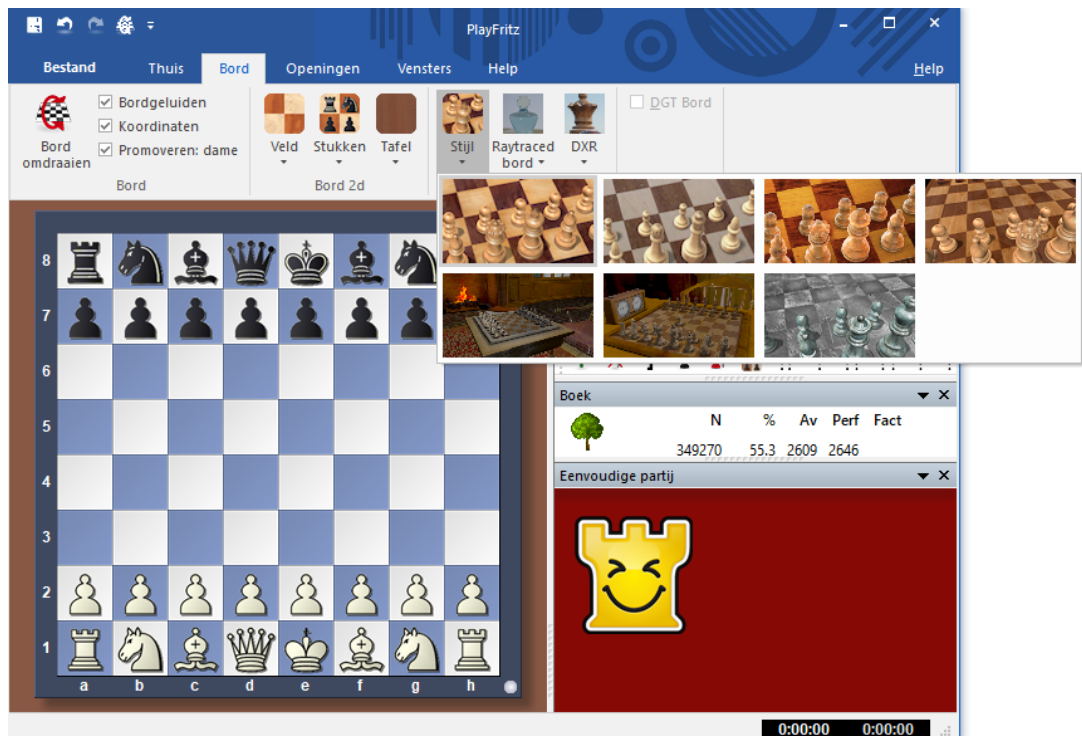 PlayFritz
Bestand Thuis Bord Openingen Vensters Help Help
Bordgeluiden
Koordinaten
Promoveren: dame
Bord omdraaien
Veld Stukken Tafel
Stijl Raytraced bord DXR
DGT Bord
Bord Bord 2d
8
7
6
5
4
3
2
1
a b c d e f g h
Boek
N % Av Perf Fact
349270 55.3 2609 2646
Eenvoudige partij
0:00:00 0:00:00